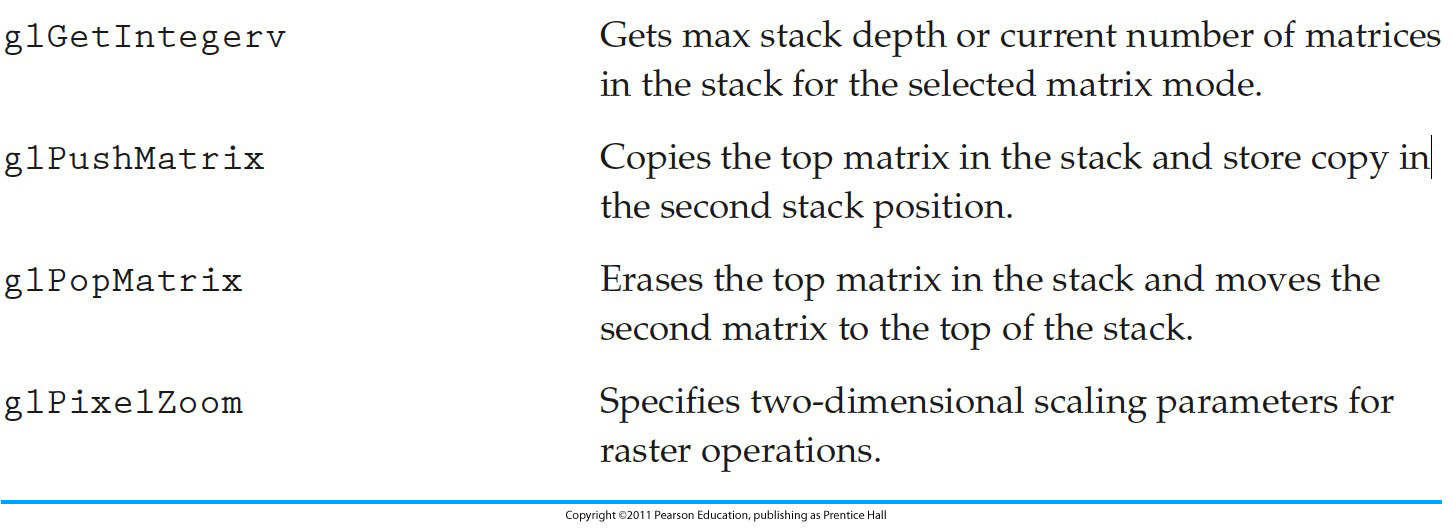 glGetIntegerv Gets max stack depth or current number of matrices
in the stack for the selected matrix mode.
glPushMatrix Copies the top matrix in the stack and store copy in
the second stack position.
glPopMatrix Erases the top matrix in the stack and moves the
second matrix to the top of the stack.
glPixelZoom Specifies two-dimensional scaling parameters for
raster operations.
Copyright ©2011 Pearson Education, publishing as Prentice Hall